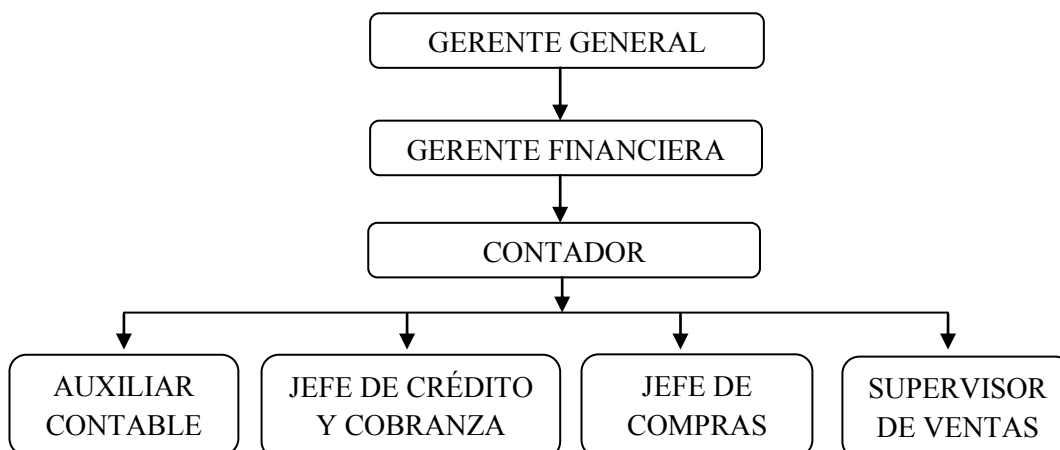 GERENTE GENERAL
GERENTE FINANCIERA
CONTADOR
AUXILIAR
CONTABLE
JEFE DE CRÉDITO
Y COBRANZA
JEFE DE
COMPRAS
SUPERVISOR
DE VENTAS